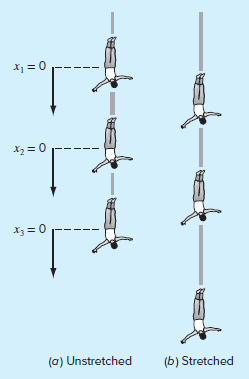 x₁ = 0
x₂ = 0
x₃ = 0
(a) Unstretched (b) Stretched